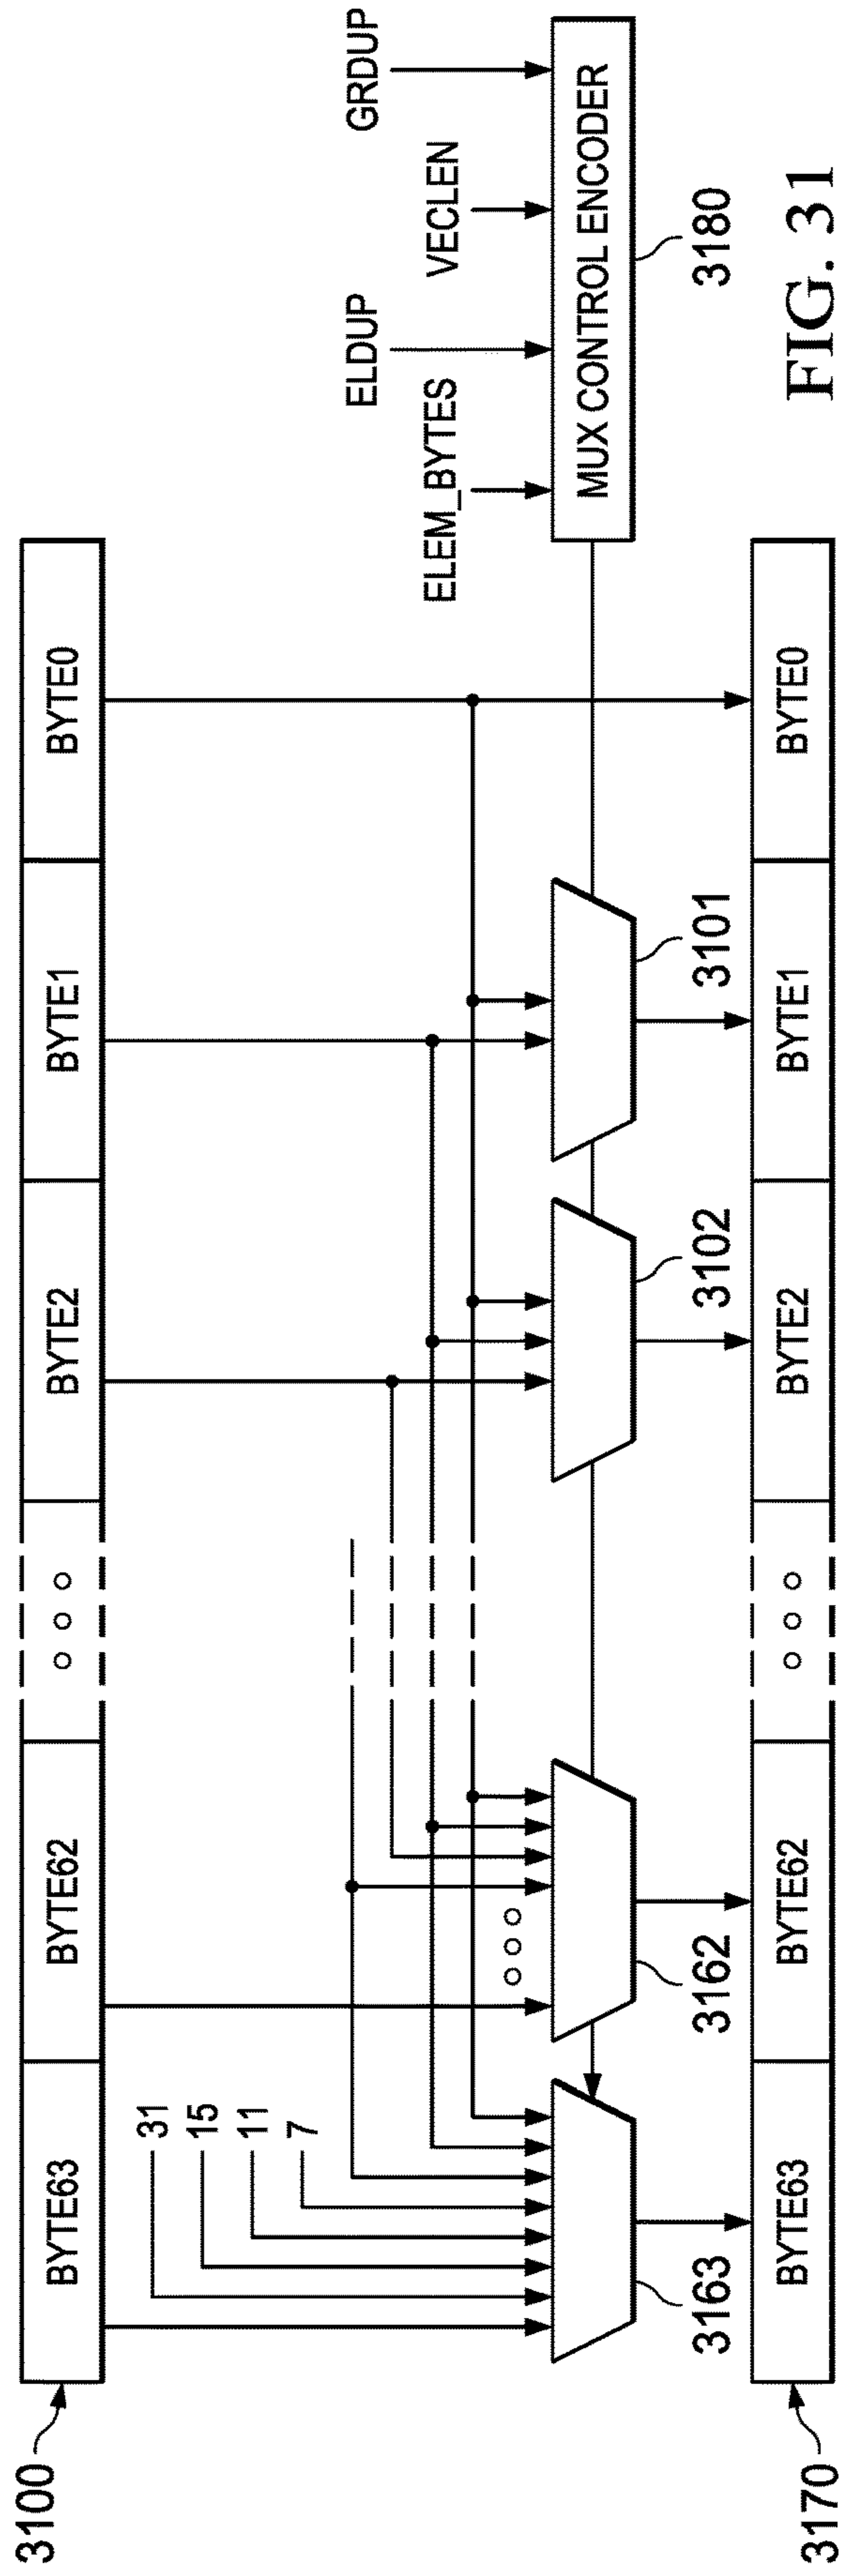 3100
BYTE63
BYTE62
BYTE2
BYTE1
BYTE0
31
15
11
7
GRDUP
VECLEN
ELDUP
ELEM_BYTES
MUX CONTROL ENCODER
3180
3163
3162
3102
3101
3170
BYTE63
BYTE62
BYTE2
BYTE1
BYTE0
FIG. 31